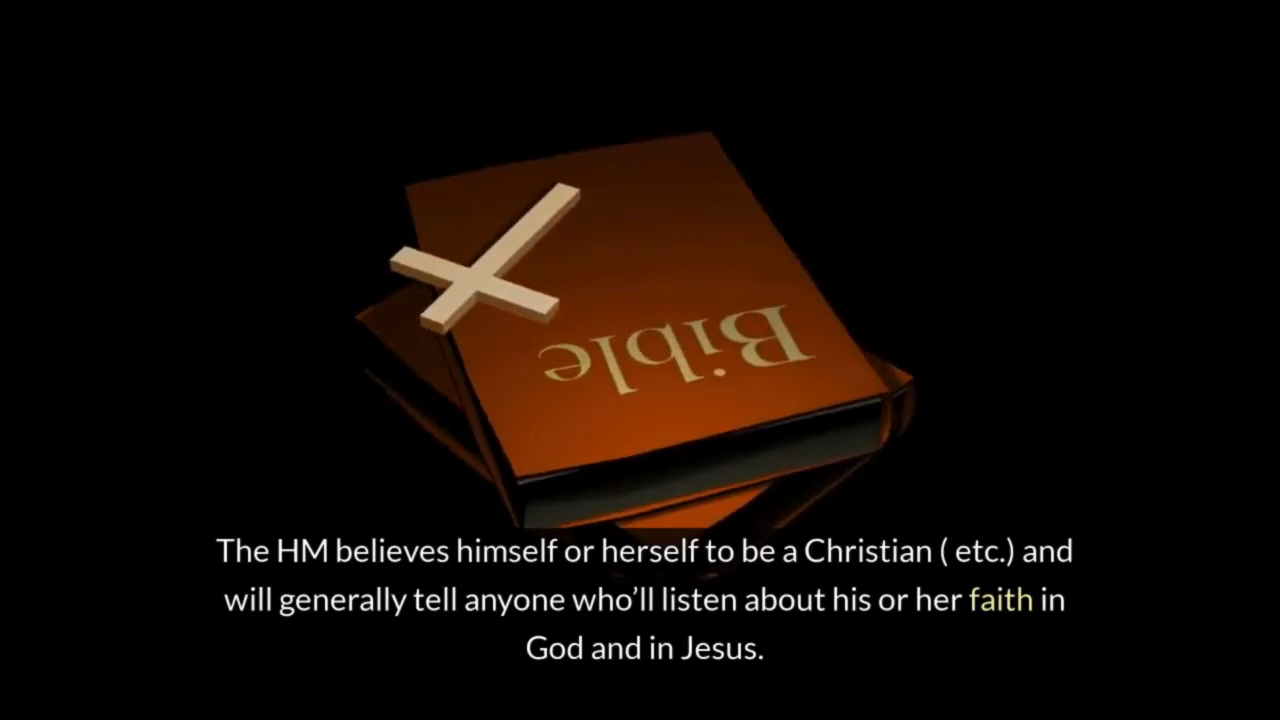 Bible
The HM believes himself or herself to be a Christian ( etc.) and
will generally tell anyone who’ll listen about his or her faith in
God and in Jesus.